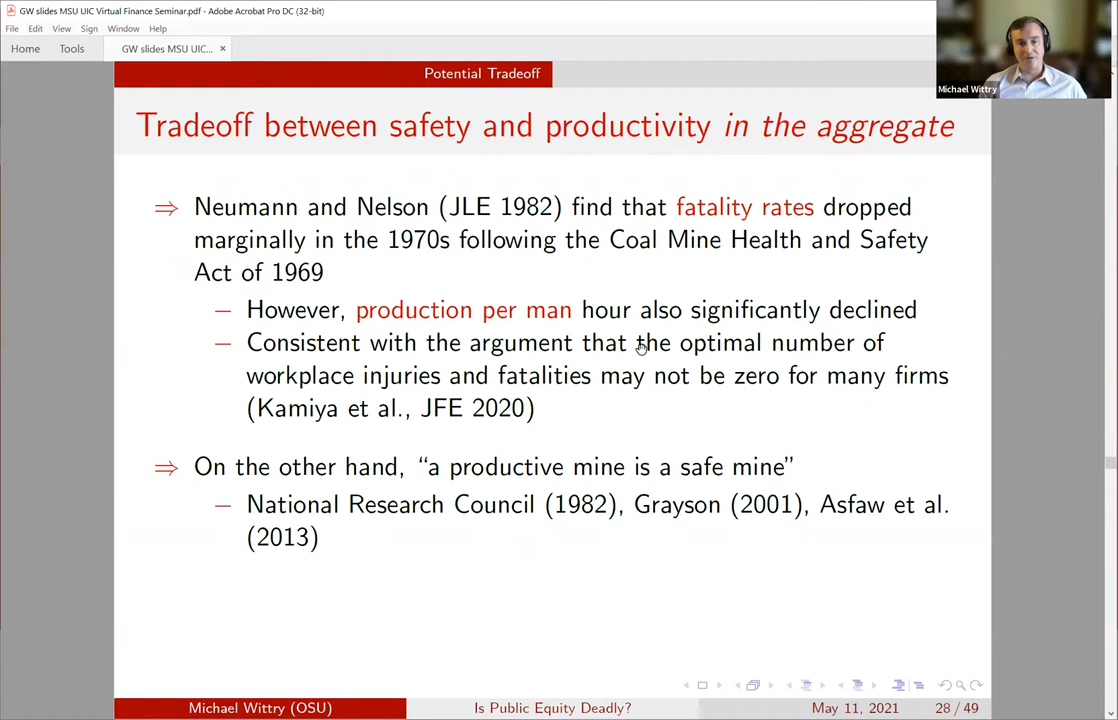 GW slides MSU UIC Virtual Finance Seminar.pdf - Adobe Acrobat Pro DC (32-bit)
File Edit View Sign Window Help
Home Tools GW slides MSU UIC... ×
Michael Wittry
Potential Tradeoff
Tradeoff between safety and productivity in the aggregate
⇒ Neumann and Nelson (JLE 1982) find that fatality rates dropped
marginally in the 1970s following the Coal Mine Health and Safety
Act of 1969
– However, production per man hour also significantly declined
– Consistent with the argument that the optimal number of
workplace injuries and fatalities may not be zero for many firms
(Kamiya et al., JFE 2020)
⇒ On the other hand, “a productive mine is a safe mine”
– National Research Council (1982), Grayson (2001), Asfaw et al.
(2013)
Michael Wittry (OSU) Is Public Equity Deadly? May 11, 2021 28 / 49